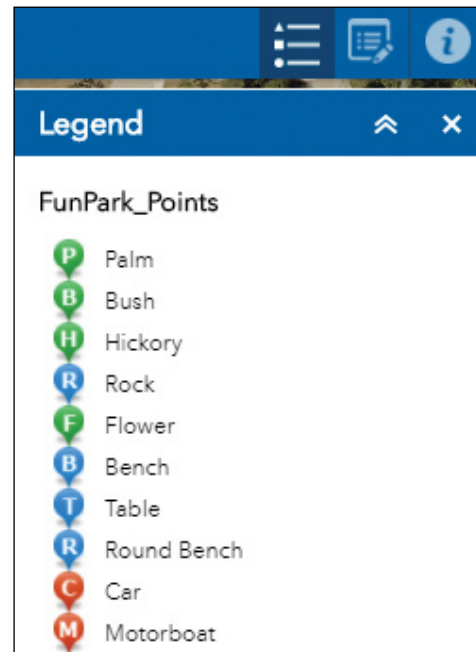 i
Legend
FunPark_Points
P Palm
B Bush
H Hickory
R Rock
F Flower
B Bench
T Table
R Round Bench
C Car
M Motorboat